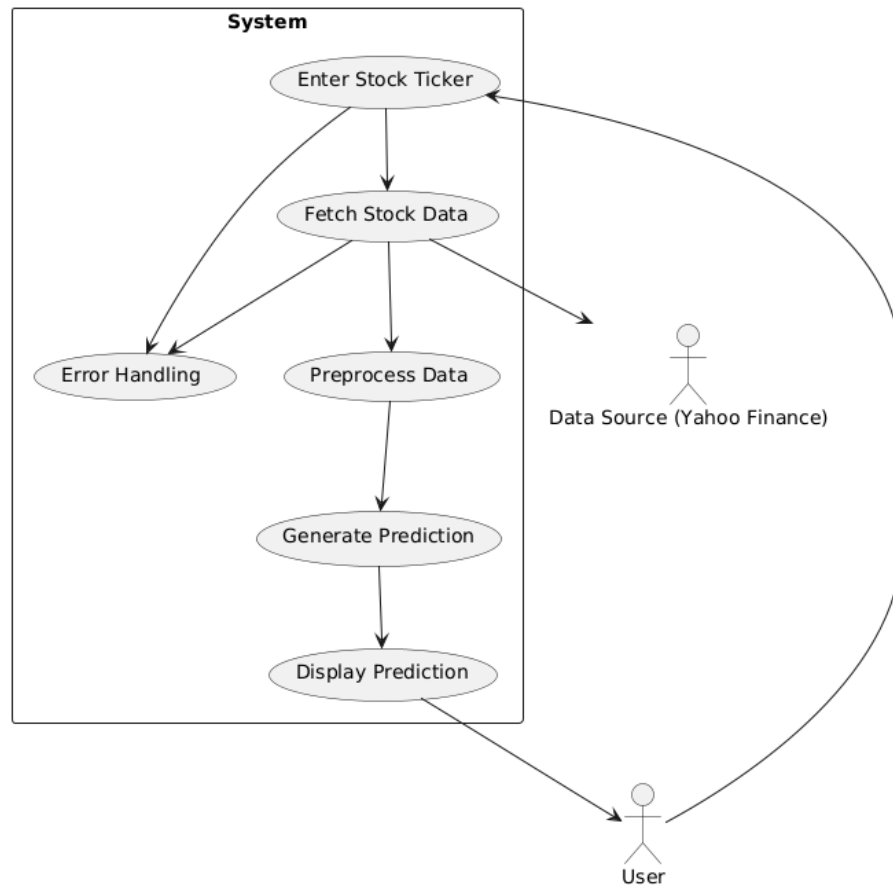 System
Enter Stock Ticker
Fetch Stock Data
Error Handling
Preprocess Data
Data Source (Yahoo Finance)
Generate Prediction
Display Prediction
User